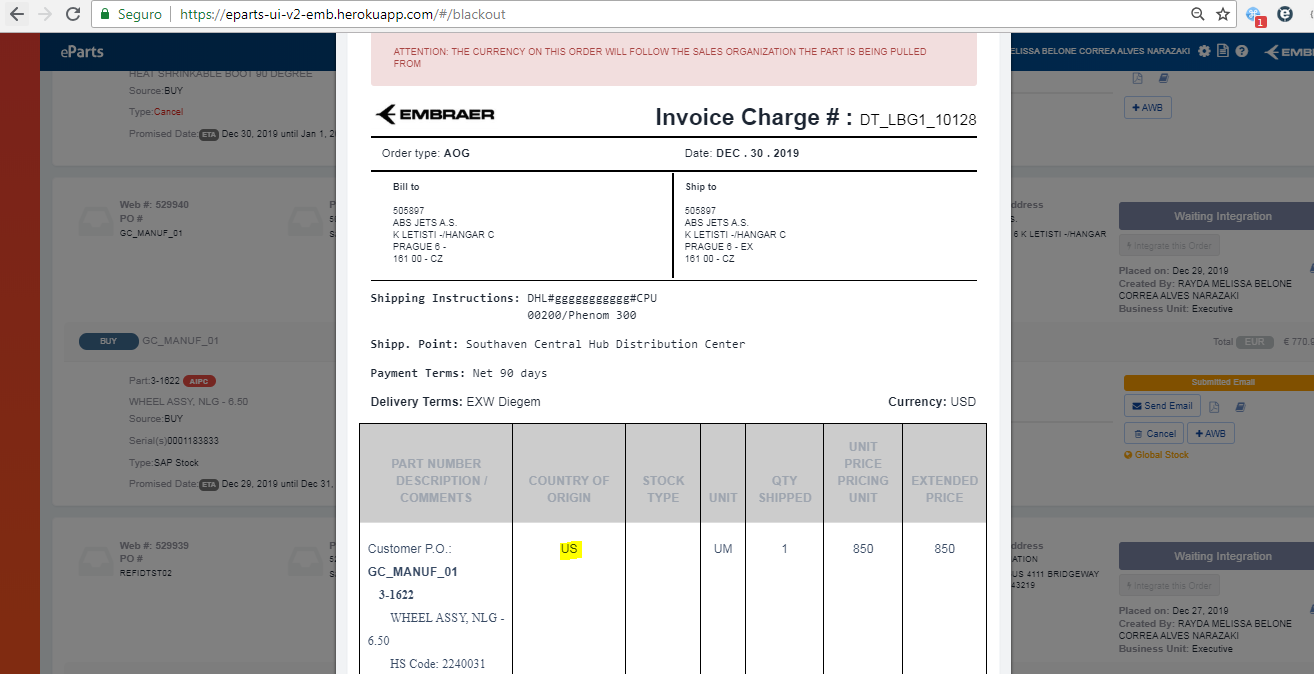 Seguro https://eparts-ui-v2-emb.herokuapp.com/#/blackout
1
eParts
ELISSA BELONE CORREA ALVES NARAZAKI
EMB
HEAT SHRINKABLE BOOT 90 DEGREE
Source:BUY
Type:Cancel
Promised Date: ETA Dec 30, 2019 until Jan 1, 2
Web #: 529940
PO #
GC_MANUF_01
BUY GC_MANUF_01
Part:3-1622 AIPC
WHEEL ASSY, NLG - 6.50
Source:BUY
Serial(s)0001183833
Type:SAP Stock
Promised Date: ETA Dec 29, 2019 until Dec 31,
Web #: 529939
PO #
REFIDTST02
ATTENTION: THE CURRENCY ON THIS ORDER WILL FOLLOW THE SALES ORGANIZATION THE PART IS BEING PULLED
FROM
EMBRAER
Invoice Charge # : DT_LBG1_10128
Order type: AOG
Date: DEC . 30 . 2019
Bill to
505897
ABS JETS A.S.
K LETISTI -/HANGAR C
PRAGUE 6 -
161 00 - CZ
Ship to
505897
ABS JETS A.S.
K LETISTI -/HANGAR C
PRAGUE 6 - EX
161 00 - CZ
Shipping Instructions: DHL#ggggggggggg#CPU
00200/Phenom 300
Shipp. Point: Southaven Central Hub Distribution Center
Payment Terms: Net 90 days
Delivery Terms: EXW Diegem
Currency: USD
PART NUMBER
DESCRIPTION /
COMMENTS
COUNTRY OF
ORIGIN
STOCK
TYPE
UNIT
QTY
SHIPPED
UNIT
PRICE
PRICING
UNIT
EXTENDED
PRICE
Customer P.O.:
GC_MANUF_01
3-1622
WHEEL ASSY, NLG -
6.50
HS Code: 2240031
US
UM
1
850
850
+ AWB
ddress
S.
6 K LETISTI -/HANGAR
Waiting Integration
Integrate this Order
Placed on: Dec 29, 2019
Created By: RAYDA MELISSA BELONE
CORREA ALVES NARAZAKI
Business Unit: Executive
Total EUR € 770.9
Submitted Email
Send Email
Cancel
+ AWB
Global Stock
ddress
ATION
US 4111 BRIDGEWAY
43219
Waiting Integration
Integrate this Order
Placed on: Dec 27, 2019
Created By: RAYDA MELISSA BELONE
CORREA ALVES NARAZAKI
Business Unit: Executive